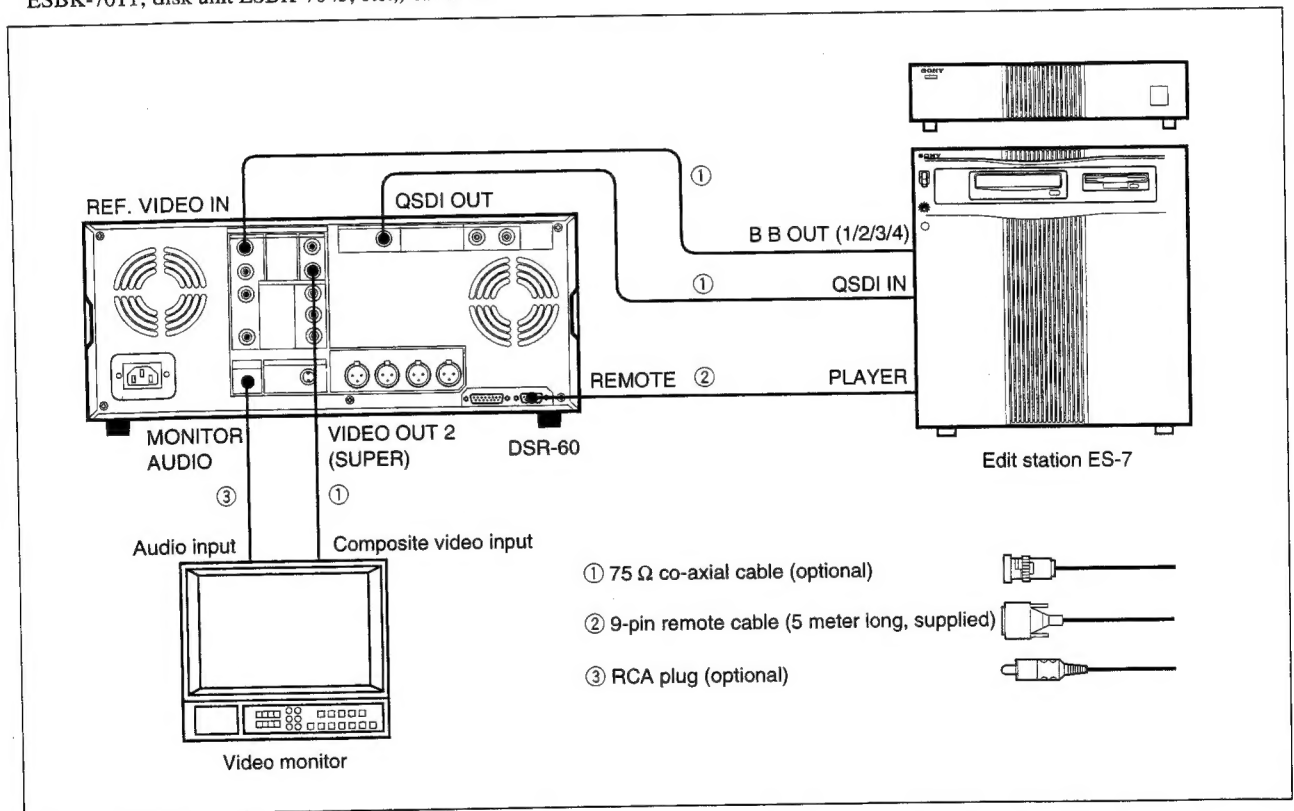 REF. VIDEO IN
QSDI OUT
①
B B OUT (1/2/3/4)
①
QSDI IN
REMOTE ②
PLAYER
MONITOR
AUDIO
VIDEO OUT 2
(SUPER)
DSR-60
SONY
SONY
Edit station ES-7
③
①
Audio input
Composite video input
Video monitor
① 75 Ω co-axial cable (optional)
② 9-pin remote cable (5 meter long, supplied)
③ RCA plug (optional)